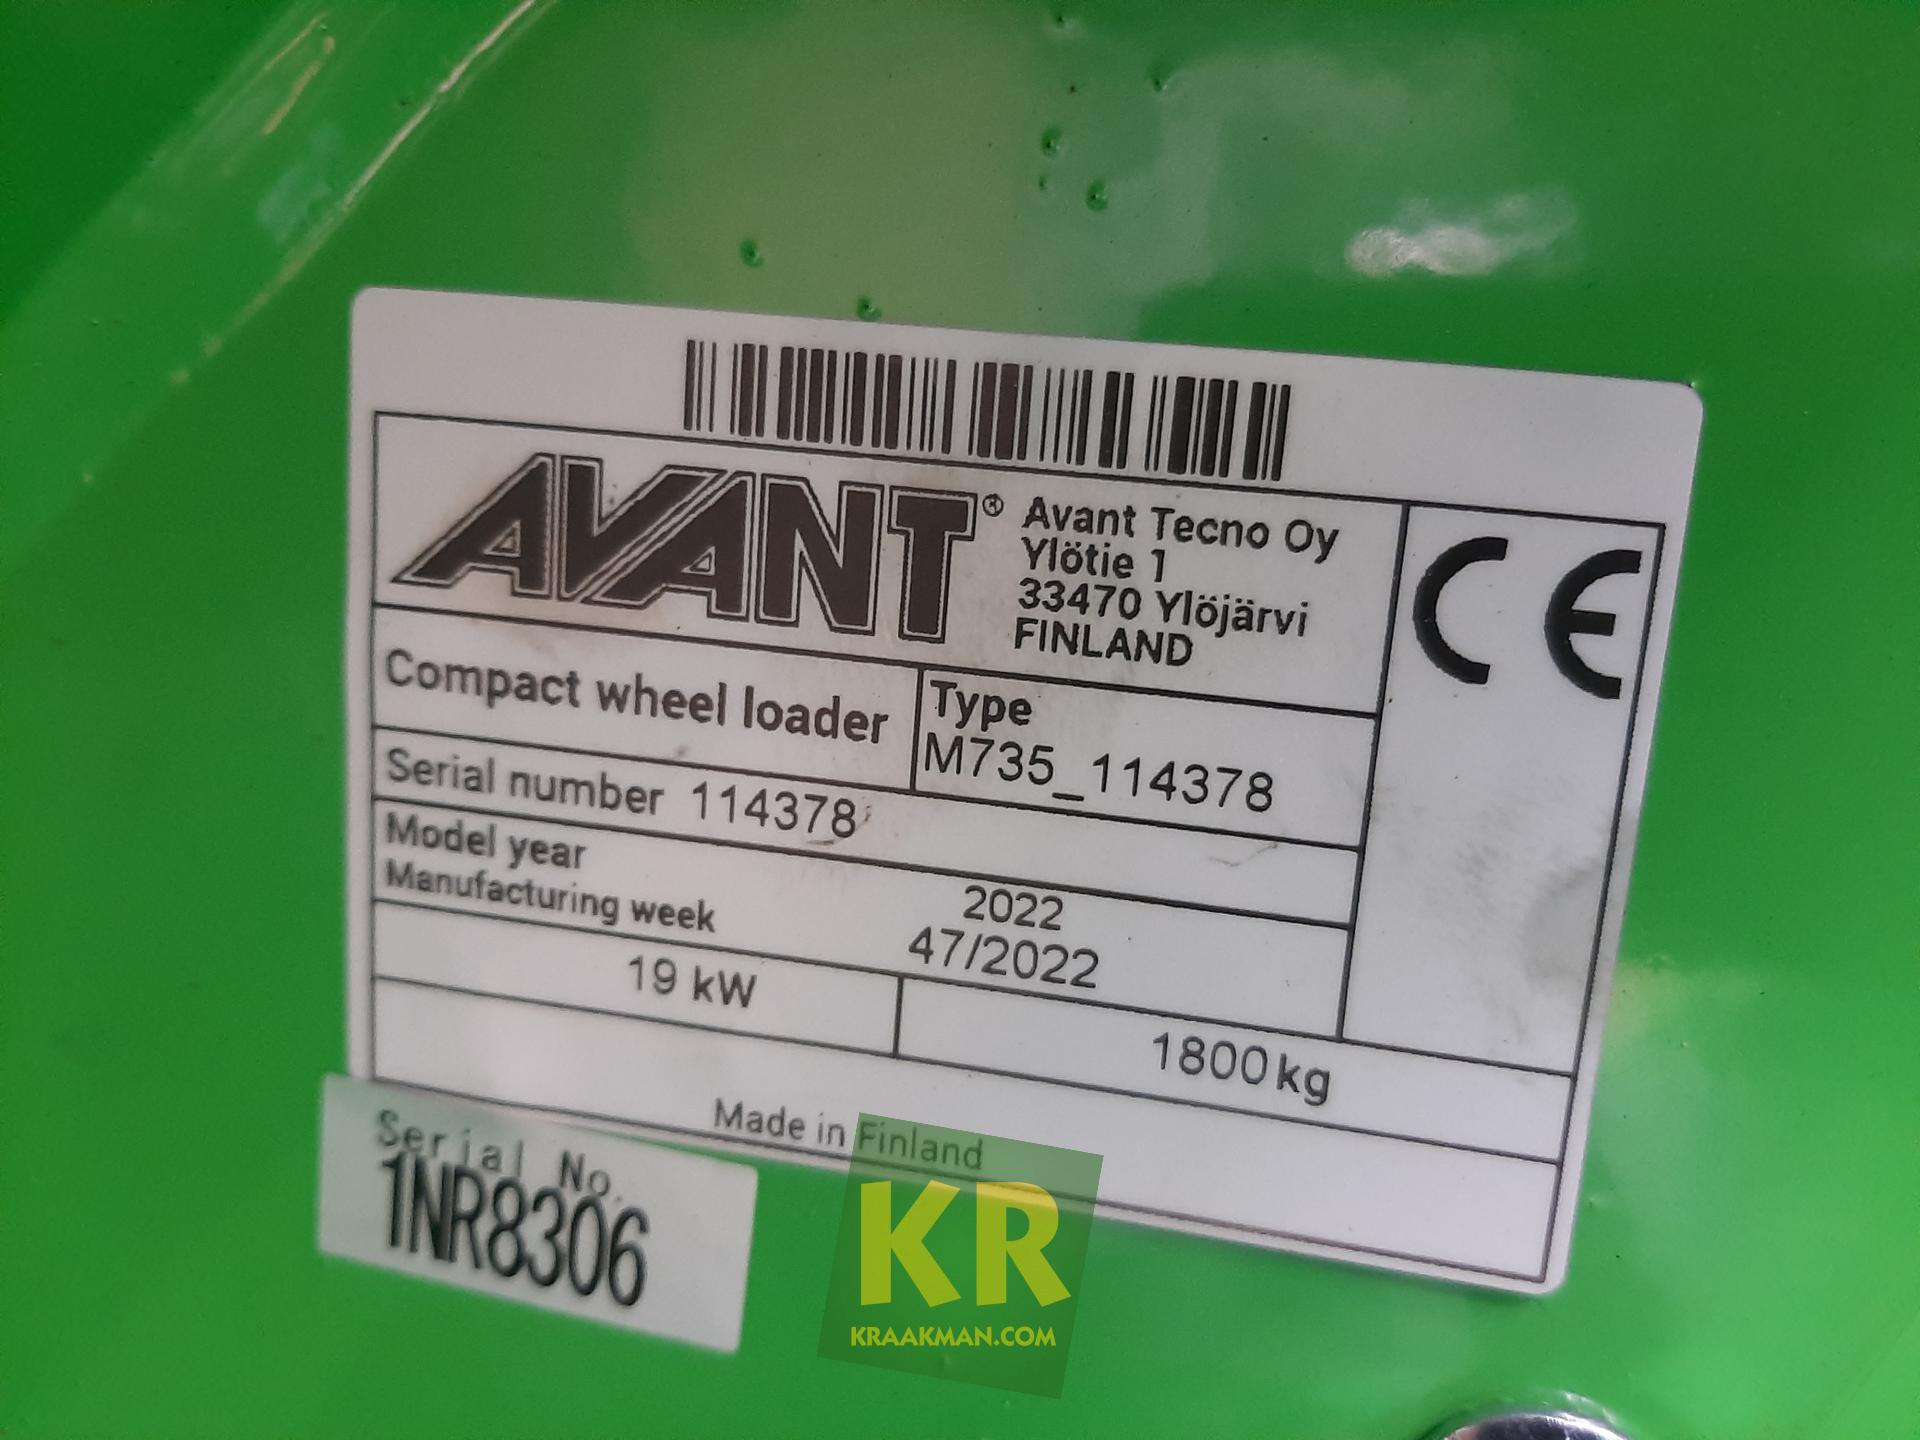 AVANT®
Avant Tecno Oy
Ylötie 1
33470 Ylöjärvi
FINLAND
CE
Compact wheel loader
Type
M735_114378
Serial number 114378
Model year 2022
Manufacturing week 47/2022
19 kW
1800 kg
Made in Finland
Serial No.
1NR8306
KR
KRAAKMAN.COM